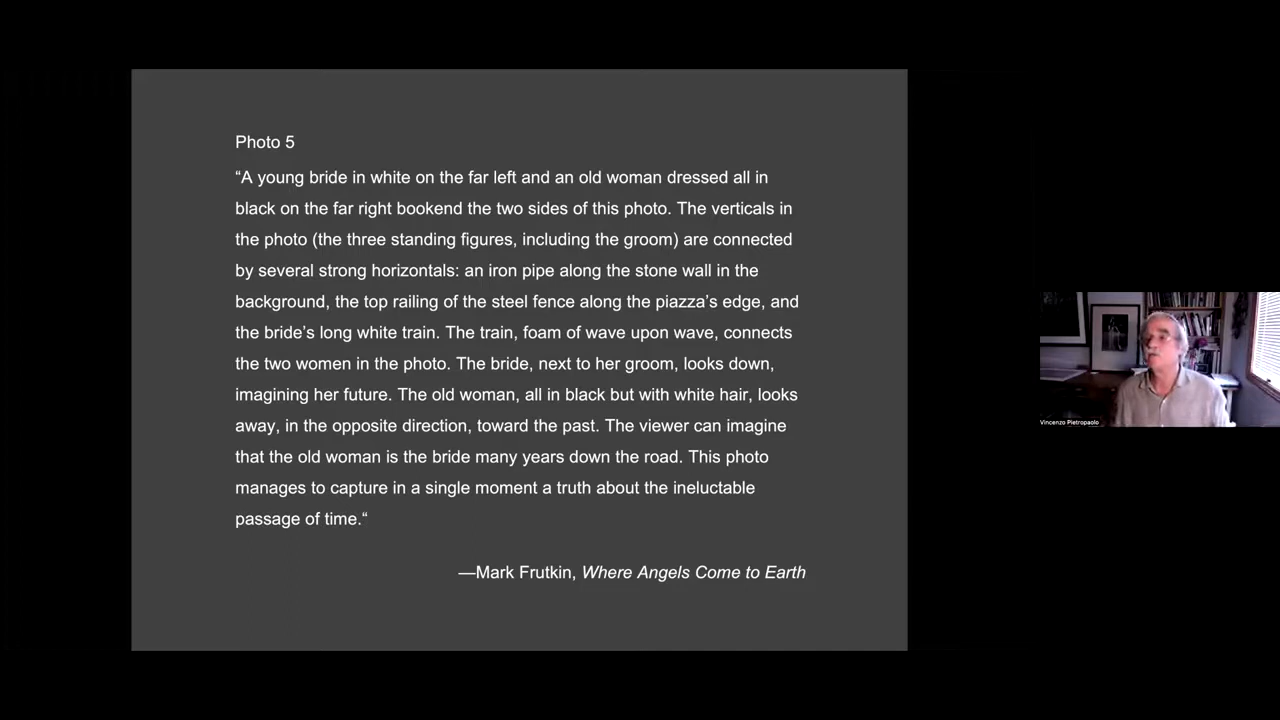 Photo 5
“A young bride in white on the far left and an old woman dressed all in
black on the far right bookend the two sides of this photo. The verticals in
the photo (the three standing figures, including the groom) are connected
by several strong horizontals: an iron pipe along the stone wall in the
background, the top railing of the steel fence along the piazza’s edge, and
the bride’s long white train. The train, foam of wave upon wave, connects
the two women in the photo. The bride, next to her groom, looks down,
imagining her future. The old woman, all in black but with white hair, looks
away, in the opposite direction, toward the past. The viewer can imagine
that the old woman is the bride many years down the road. This photo
manages to capture in a single moment a truth about the ineluctable
passage of time.“
—Mark Frutkin, Where Angels Come to Earth
Vincenzo Pietropaolo